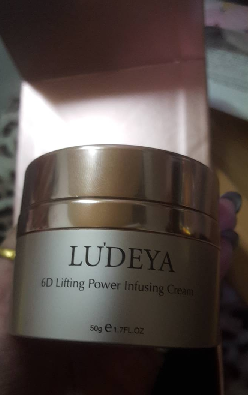 LU'DEYA
6D Lifting Power Infusing Cream
50g e 1.7FL.OZ